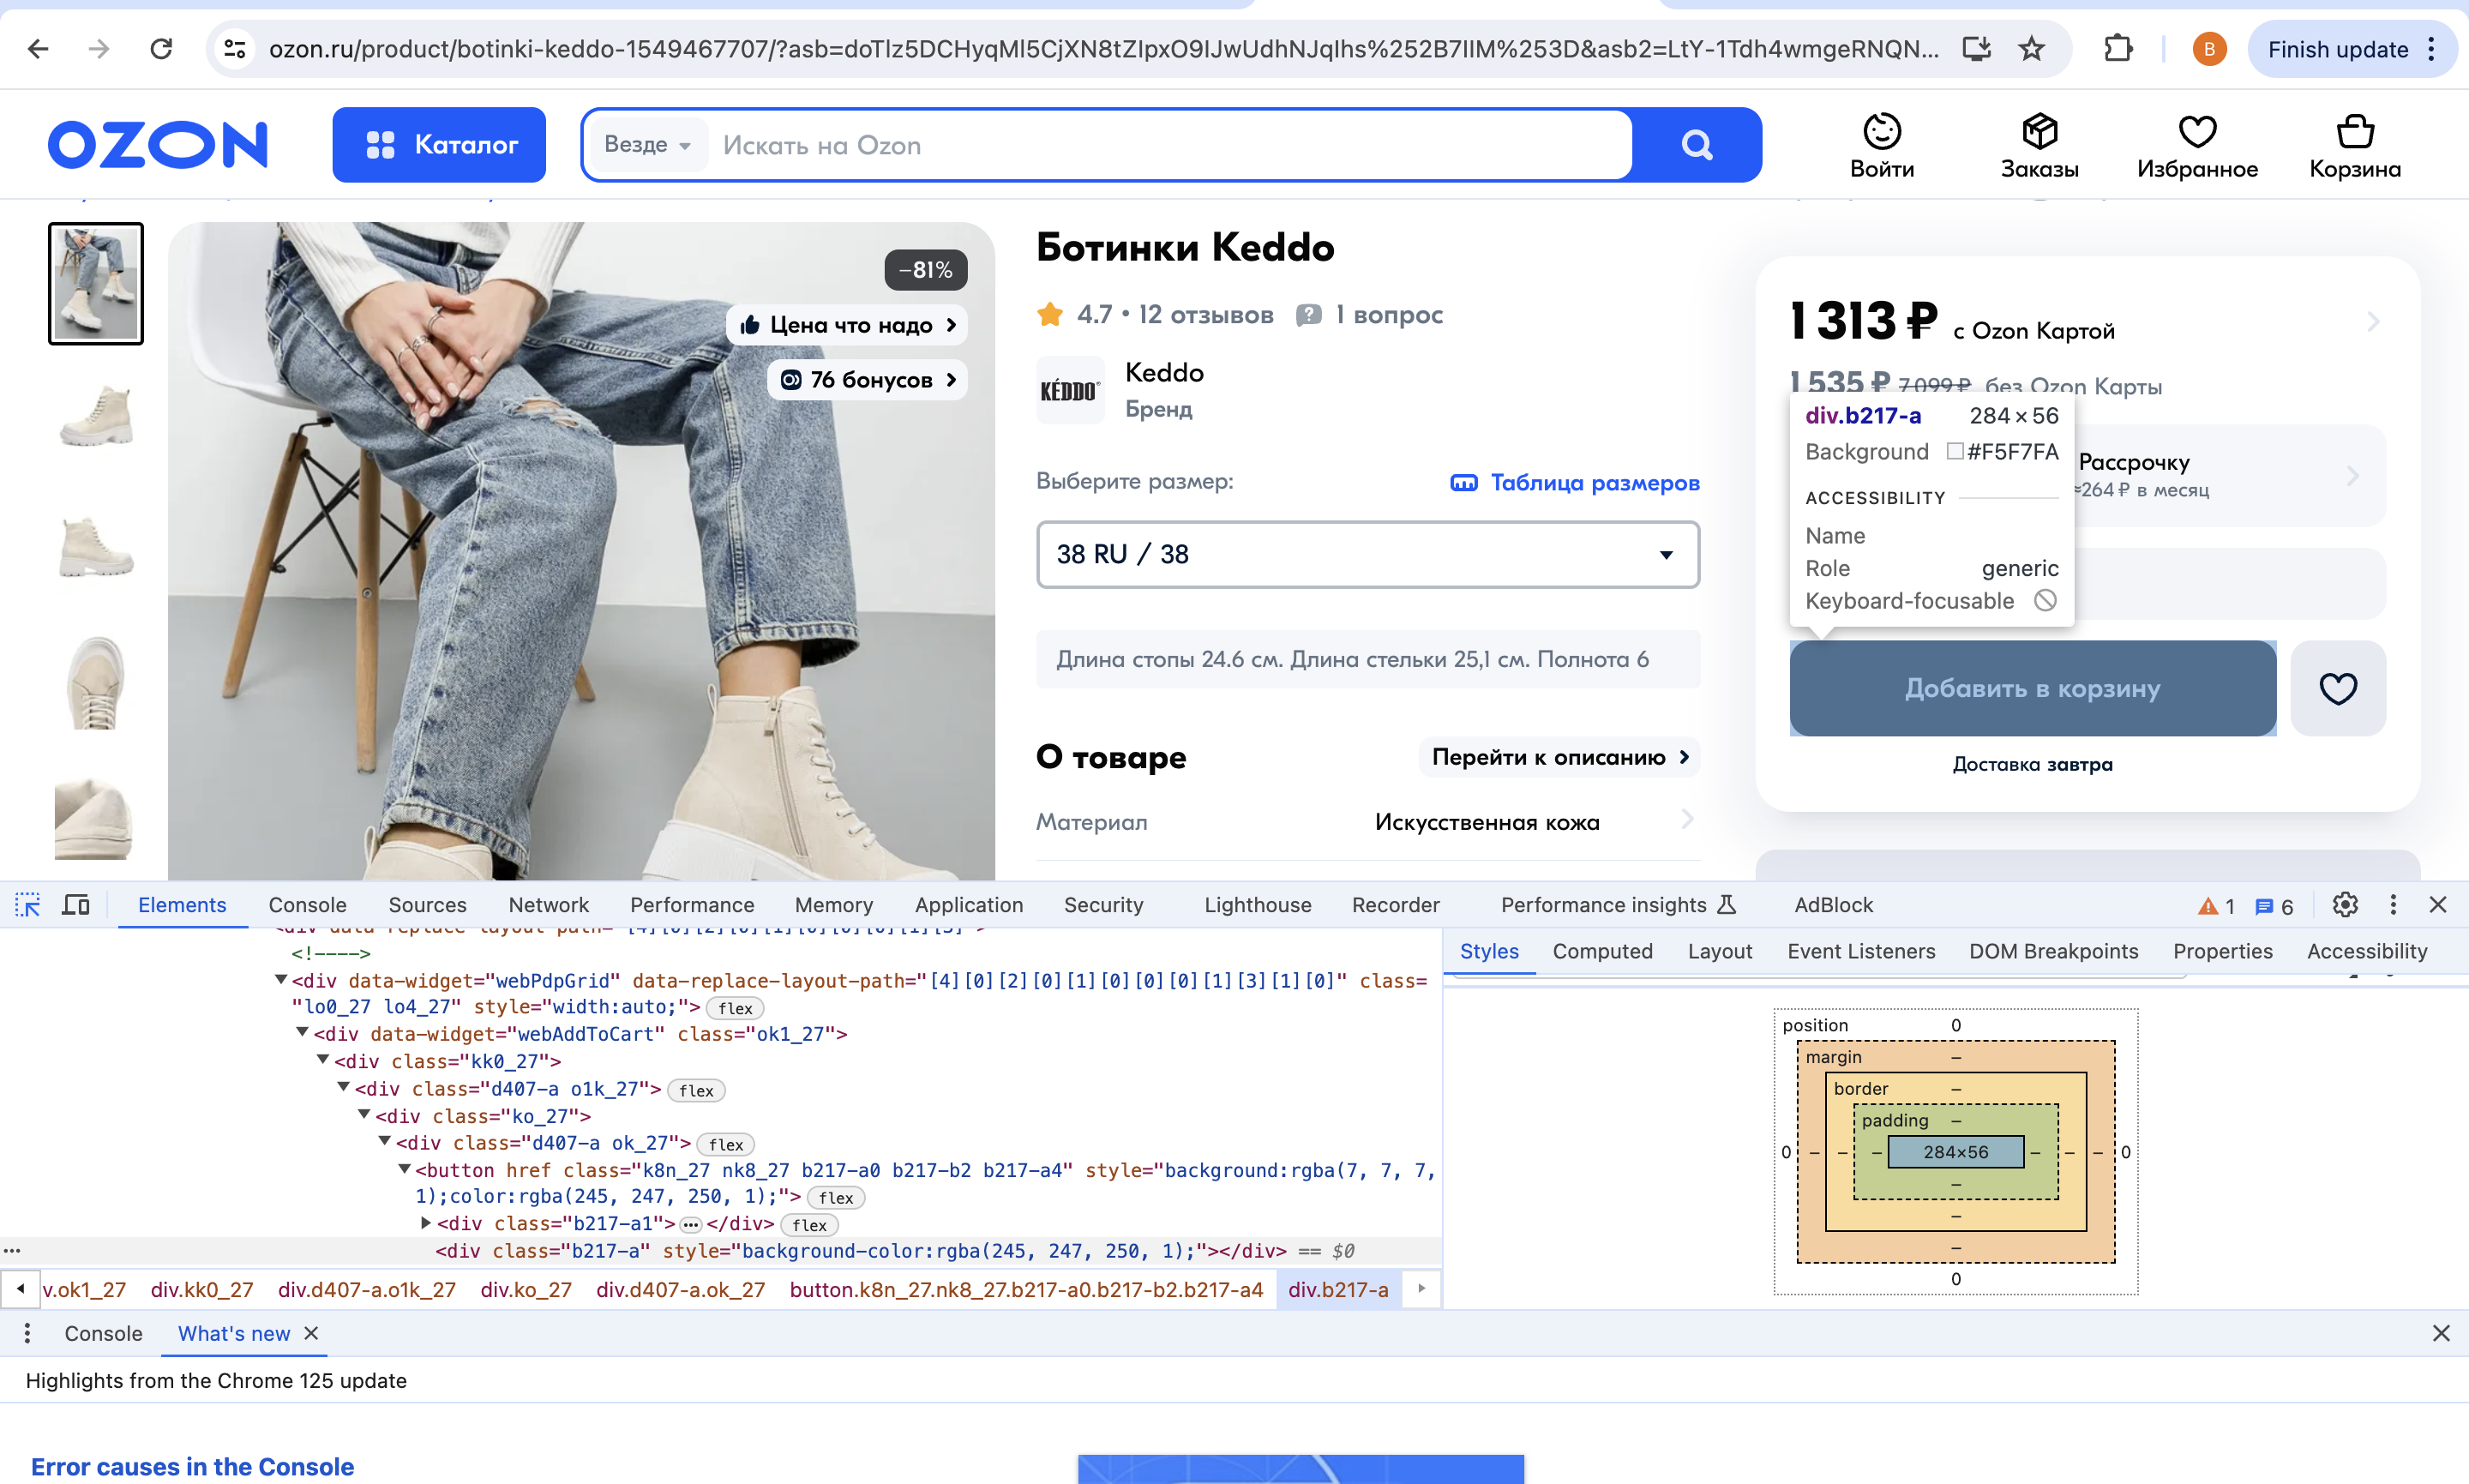 ozon.ru/product/botinki-keddo-1549467707/?asb=doTlz5DCHyqMl5CjXN8tZIpxO9IJwUdhNJqIhs%252B7IIM%253D&asb2=LtY-1Tdh4wmgeRNQN...
B
Finish update
OZON
Каталог
Везде
Искать на Ozon
Войти
Заказы
Избранное
Корзина
–81%
Цена что надо
76 бонусов
Ботинки Keddo
4.7 • 12 отзывов
1 вопрос
KÉDDO
Keddo
Бренд
Выберите размер:
Таблица размеров
38 RU / 38
Длина стопы 24.6 см. Длина стельки 25,1 см. Полнота 6
О товаре
Перейти к описанию
Материал
Искусственная кожа
1 313 ₽ с Ozon Картой
1 535 ₽ 7 099 ₽ без Ozon Карты
div.b217-a 284 × 56
Background #F5F7FA
ACCESSIBILITY
Name
Role generic
Keyboard-focusable
Рассрочку
≈264 ₽ в месяц
Добавить в корзину
Доставка завтра
Elements Console Sources Network Performance Memory Application Security Lighthouse Recorder Performance insights AdBlock 1 6
<!---->
<div data-widget="webPdpGrid" data-replace-layout-path="[4][0][2][0][1][0][0][0][1][3][1][0]" class=
"lo0_27 lo4_27" style="width:auto;"> flex
<div data-widget="webAddToCart" class="ok1_27">
<div class="kk0_27">
<div class="d407-a o1k_27"> flex
<div class="ko_27">
<div class="d407-a ok_27"> flex
<button href class="k8n_27 nk8_27 b217-a0 b217-b2 b217-a4" style="background:rgba(7, 7, 7,
1);color:rgba(245, 247, 250, 1);"> flex
<div class="b217-a1"> ••• </div> flex
<div class="b217-a" style="background-color:rgba(245, 247, 250, 1);"></div> == $0
v.ok1_27 div.kk0_27 div.d407-a.o1k_27 div.ko_27 div.d407-a.ok_27 button.k8n_27.nk8_27.b217-a0.b217-b2.b217-a4 div.b217-a
Styles Computed Layout Event Listeners DOM Breakpoints Properties Accessibility
position 0
margin –
border –
padding –
0 – – – 284×56 – – – 0
–
–
–
0
Console What's new
Highlights from the Chrome 125 update
Error causes in the Console